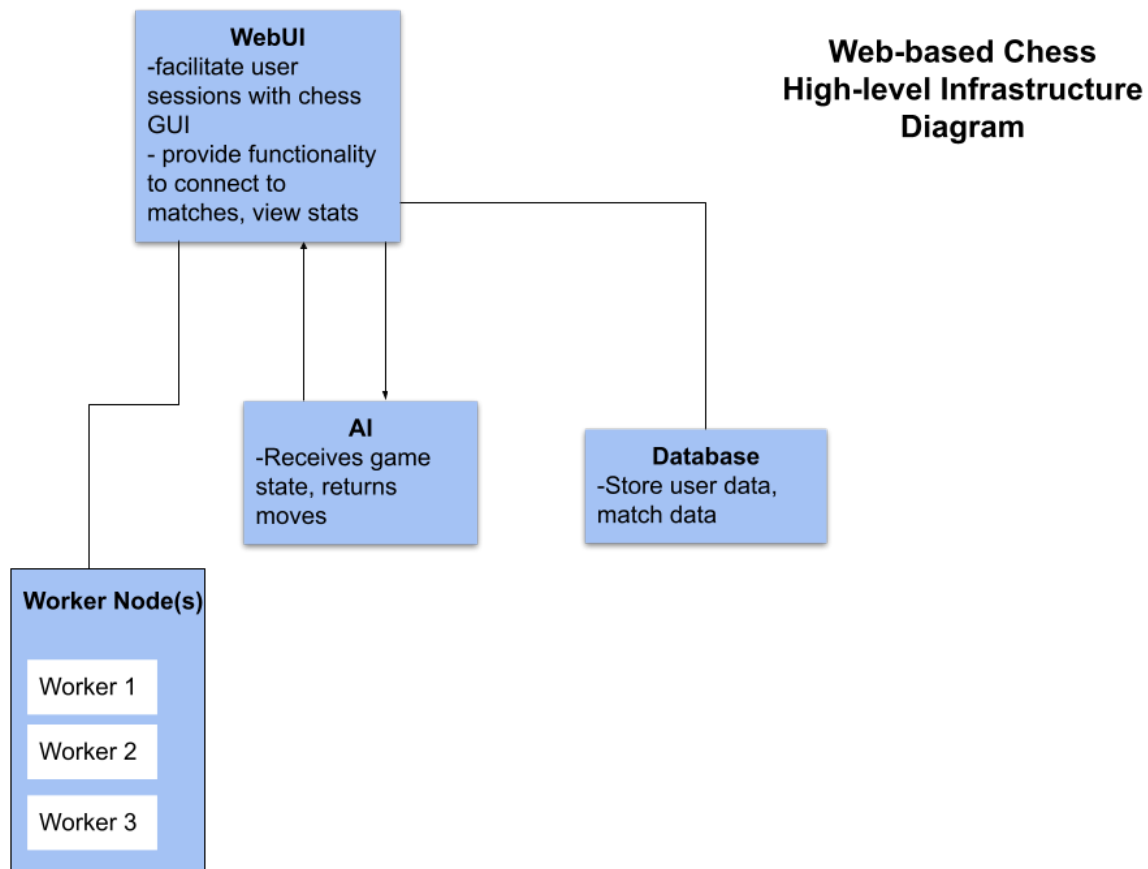 WebUI
-facilitate user
sessions with chess
GUI
- provide functionality
to connect to
matches, view stats
Web-based Chess
High-level Infrastructure
Diagram
AI
-Receives game
state, returns
moves
Database
-Store user data,
match data
Worker Node(s)
Worker 1
Worker 2
Worker 3